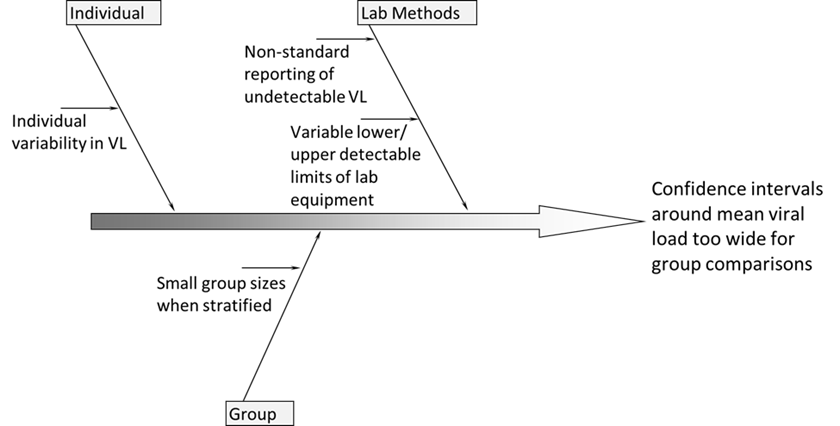 Individual
Lab Methods
Non-standard
reporting of
undetectable VL
Individual
variability in VL
Variable lower/
upper detectable
limits of lab
equipment
Confidence intervals
around mean viral
load too wide for
group comparisons
Small group sizes
when stratified
Group